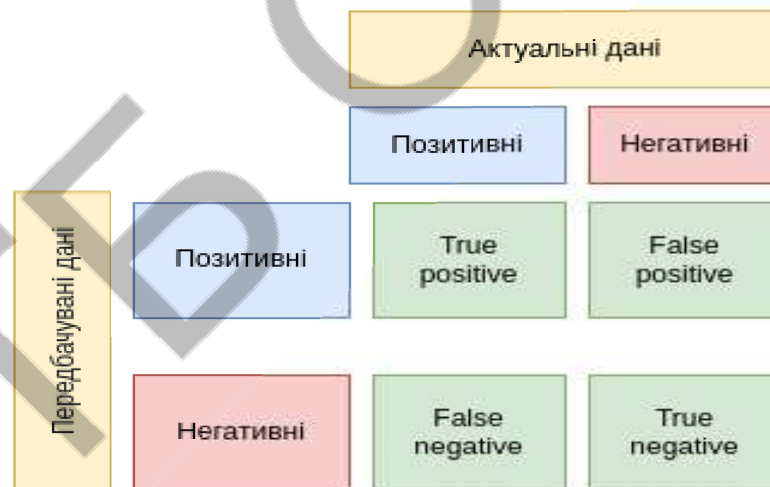 Актуальні дані
Позитивні
Негативні
Передбачувані дані
Позитивні
True
positive
False
positive
Негативні
False
negative
True
negative